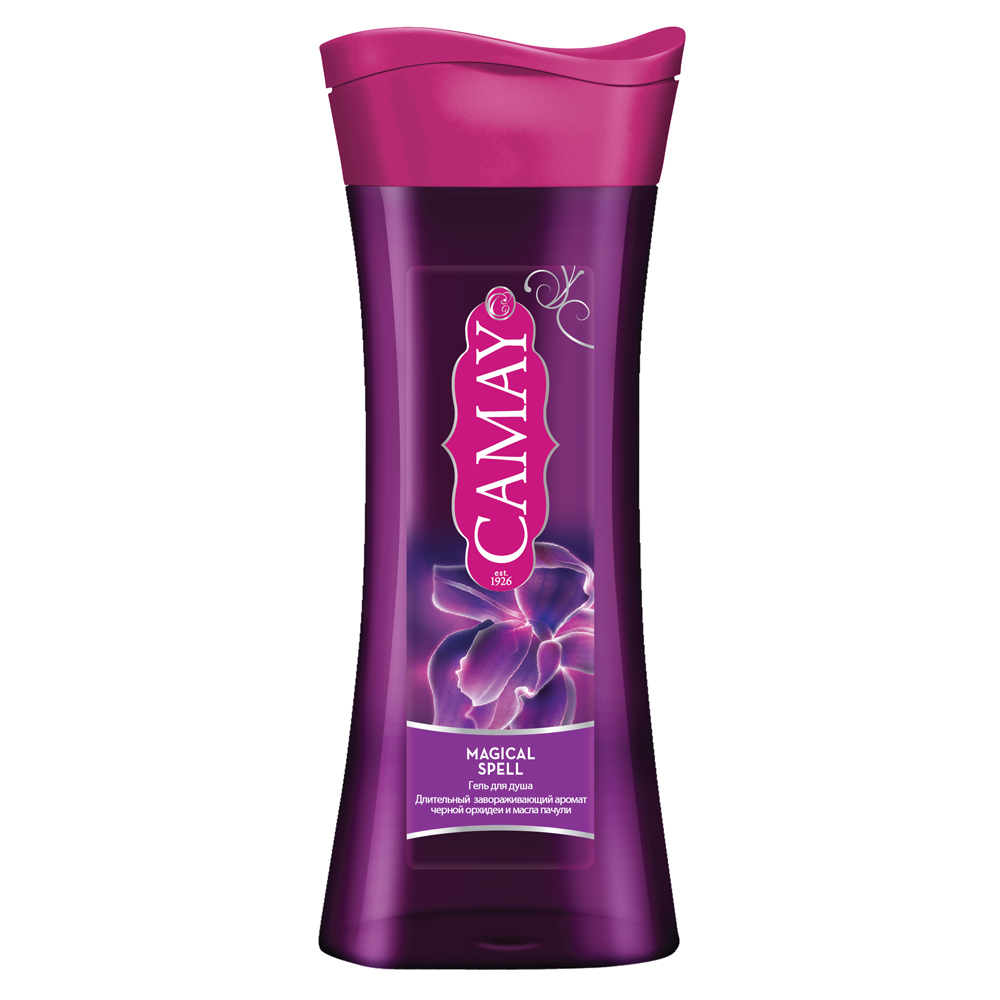 CAMAY
est.
1926
MAGICAL
SPELL
Гель для душа
Длительный завораживающий аромат
черной орхидеи и масла пачули